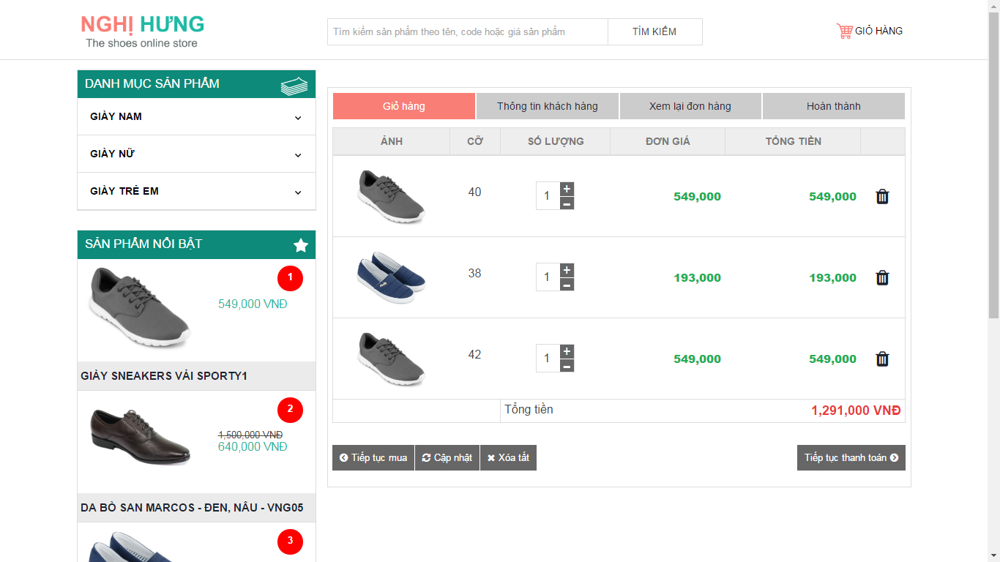 NGHỊ HƯNG
The shoes online store
Tìm kiếm sản phẩm theo tên, code hoặc giá sản phẩm
TÌM KIẾM
GIỎ HÀNG
DANH MỤC SẢN PHẨM
GIÀY NAM
GIÀY NỮ
GIÀY TRẺ EM
SẢN PHẨM NỔI BẬT
1
549,000 VNĐ
GIÀY SNEAKERS VẢI SPORTY1
2
1,500,000 VNĐ
640,000 VNĐ
DA BÒ SAN MARCOS - ĐEN, NÂU - VNG05
3
Giỏ hàng Thông tin khách hàng Xem lại đơn hàng Hoàn thành
ẢNH CỠ SỐ LƯỢNG ĐƠN GIÁ TỔNG TIỀN
40 1 + − 549,000 549,000
38 1 + − 193,000 193,000
42 1 + − 549,000 549,000
Tổng tiền 1,291,000 VNĐ
Tiếp tục mua Cập nhật Xóa tất Tiếp tục thanh toán